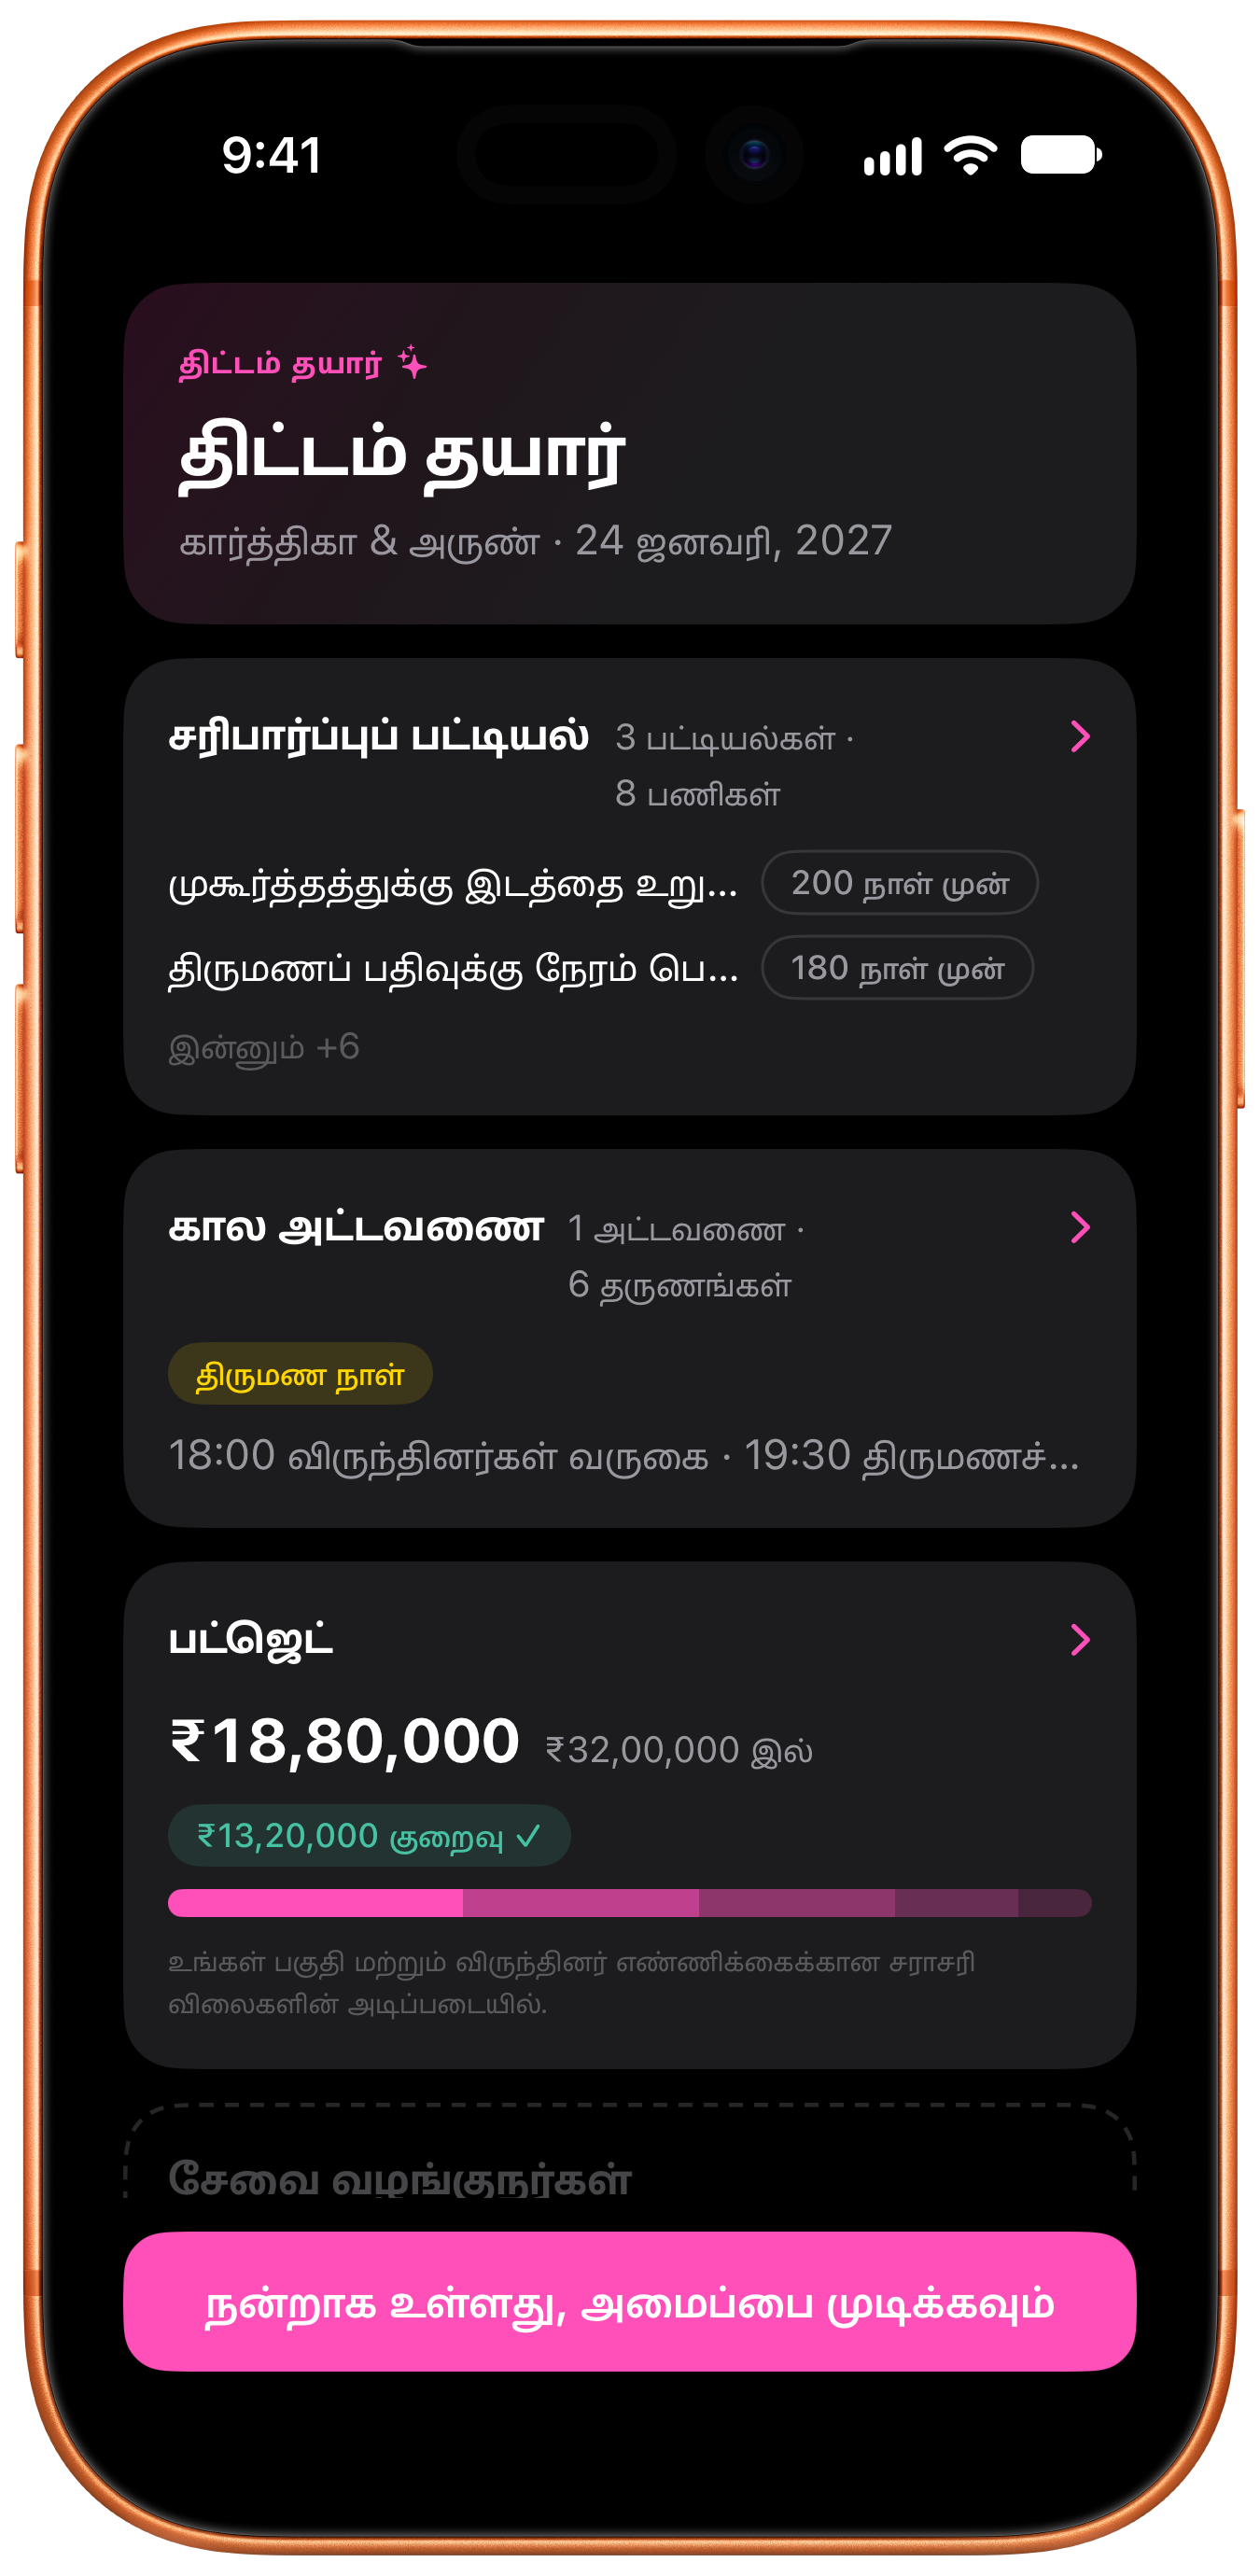 9:41
திட்டம் தயார்
திட்டம் தயார்
கார்த்திகா & அருண் · 24 ஜனவரி, 2027
சரிபார்ப்புப் பட்டியல் 3 பட்டியல்கள் ·
8 பணிகள்
முகூர்த்தத்துக்கு இடத்தை உறு... 200 நாள் முன்
திருமணப் பதிவுக்கு நேரம் பெ... 180 நாள் முன்
இன்னும் +6
கால அட்டவணை 1 அட்டவணை ·
6 தருணங்கள்
திருமண நாள்
18:00 விருந்தினர்கள் வருகை · 19:30 திருமணச்...
பட்ஜெட்
₹18,80,000 ₹32,00,000 இல்
₹13,20,000 குறைவு ✓
உங்கள் பகுதி மற்றும் விருந்தினர் எண்ணிக்கைக்கான சராசரி
விலைகளின் அடிப்படையில்.
சேவை வழங்குநர்கள்
நன்றாக உள்ளது, அமைப்பை முடிக்கவும்